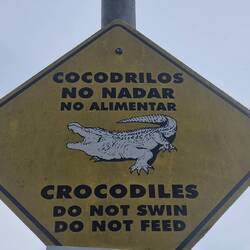 COCODRILOS
NO NADAR
NO ALIMENTAR
CROCODILES
DO NOT SWIN
DO NOT FEED